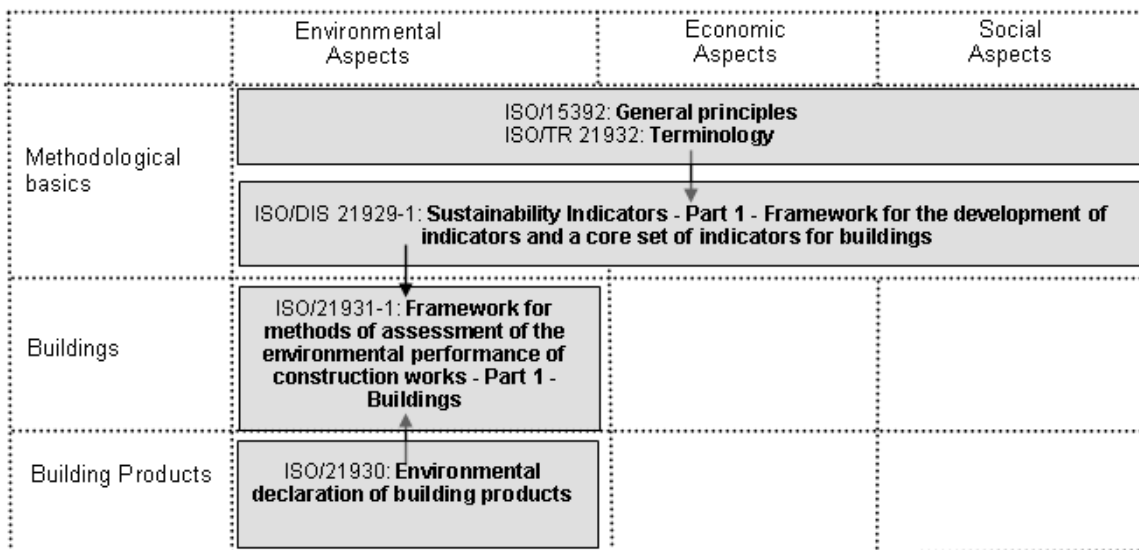 Environmental
Aspects
Economic
Aspects
Social
Aspects
Methodological
basics
ISO/15392: General principles
ISO/TR 21932: Terminology
ISO/DIS 21929-1: Sustainability Indicators - Part 1 - Framework for the development of
indicators and a core set of indicators for buildings
Buildings
ISO/21931-1: Framework for
methods of assessment of the
environmental performance of
construction works - Part 1 -
Buildings
Building Products
ISO/21930: Environmental
declaration of building products